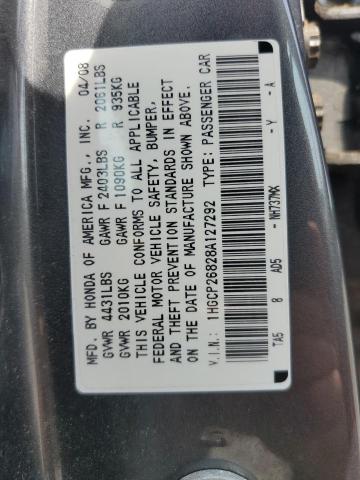 MFD. BY HONDA OF AMERICA MFG., INC. 04/08
GVWR 4431LBS GAWR F 2403LBS R 2061LBS
GVWR 2010KG GAWR F 1090KG R 935KG
THIS VEHICLE CONFORMS TO ALL APPLICABLE
FEDERAL MOTOR VEHICLE SAFETY, BUMPER,
AND THEFT PREVENTION STANDARDS IN EFFECT
ON THE DATE OF MANUFACTURE SHOWN ABOVE.
V.I.N.: 1HGCP26828A127292 TYPE: PASSENGER CAR
TA5 8 AD5 - NH737MX - Y - A